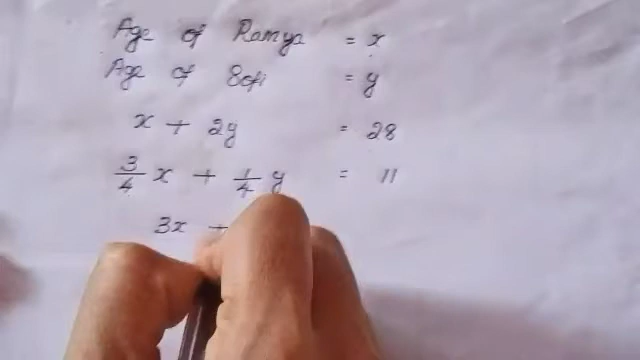 Age of Ramya = x
Age of Sofi = y
x + 2y = 28
3/4 x + 1/4 y = 11
3x +